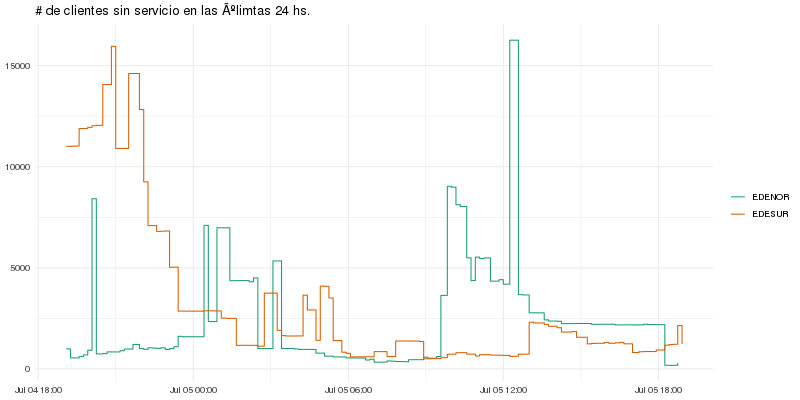 # de clientes sin servicio en las Ãºlimtas 24 hs.
15000
10000
5000
0
Jul 04 18:00
Jul 05 00:00
Jul 05 06:00
Jul 05 12:00
Jul 05 18:00
EDENOR
EDESUR